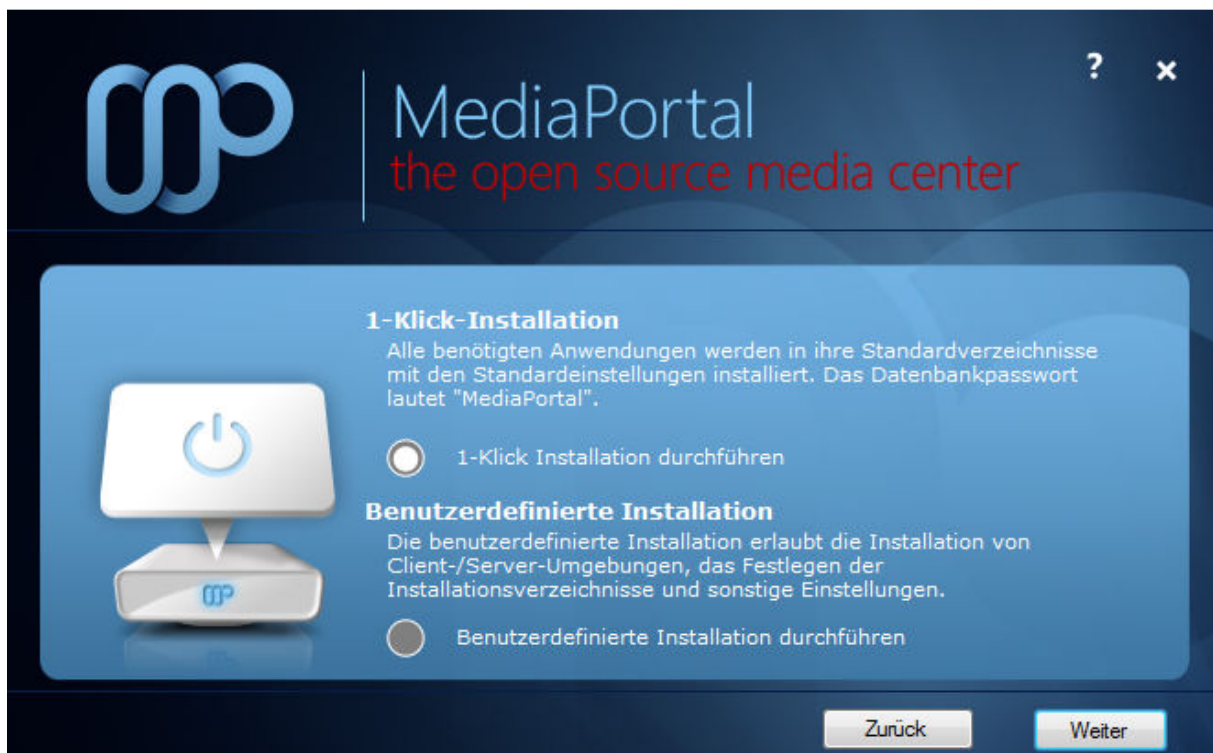 ? ×
MediaPortal
the open source media center
1-Klick-Installation
Alle benötigten Anwendungen werden in ihre Standardverzeichnisse
mit den Standardeinstellungen installiert. Das Datenbankpasswort
lautet "MediaPortal".
1-Klick Installation durchführen
Benutzerdefinierte Installation
Die benutzerdefinierte Installation erlaubt die Installation von
Client-/Server-Umgebungen, das Festlegen der
Installationsverzeichnisse und sonstige Einstellungen.
Benutzerdefinierte Installation durchführen
Zurück Weiter